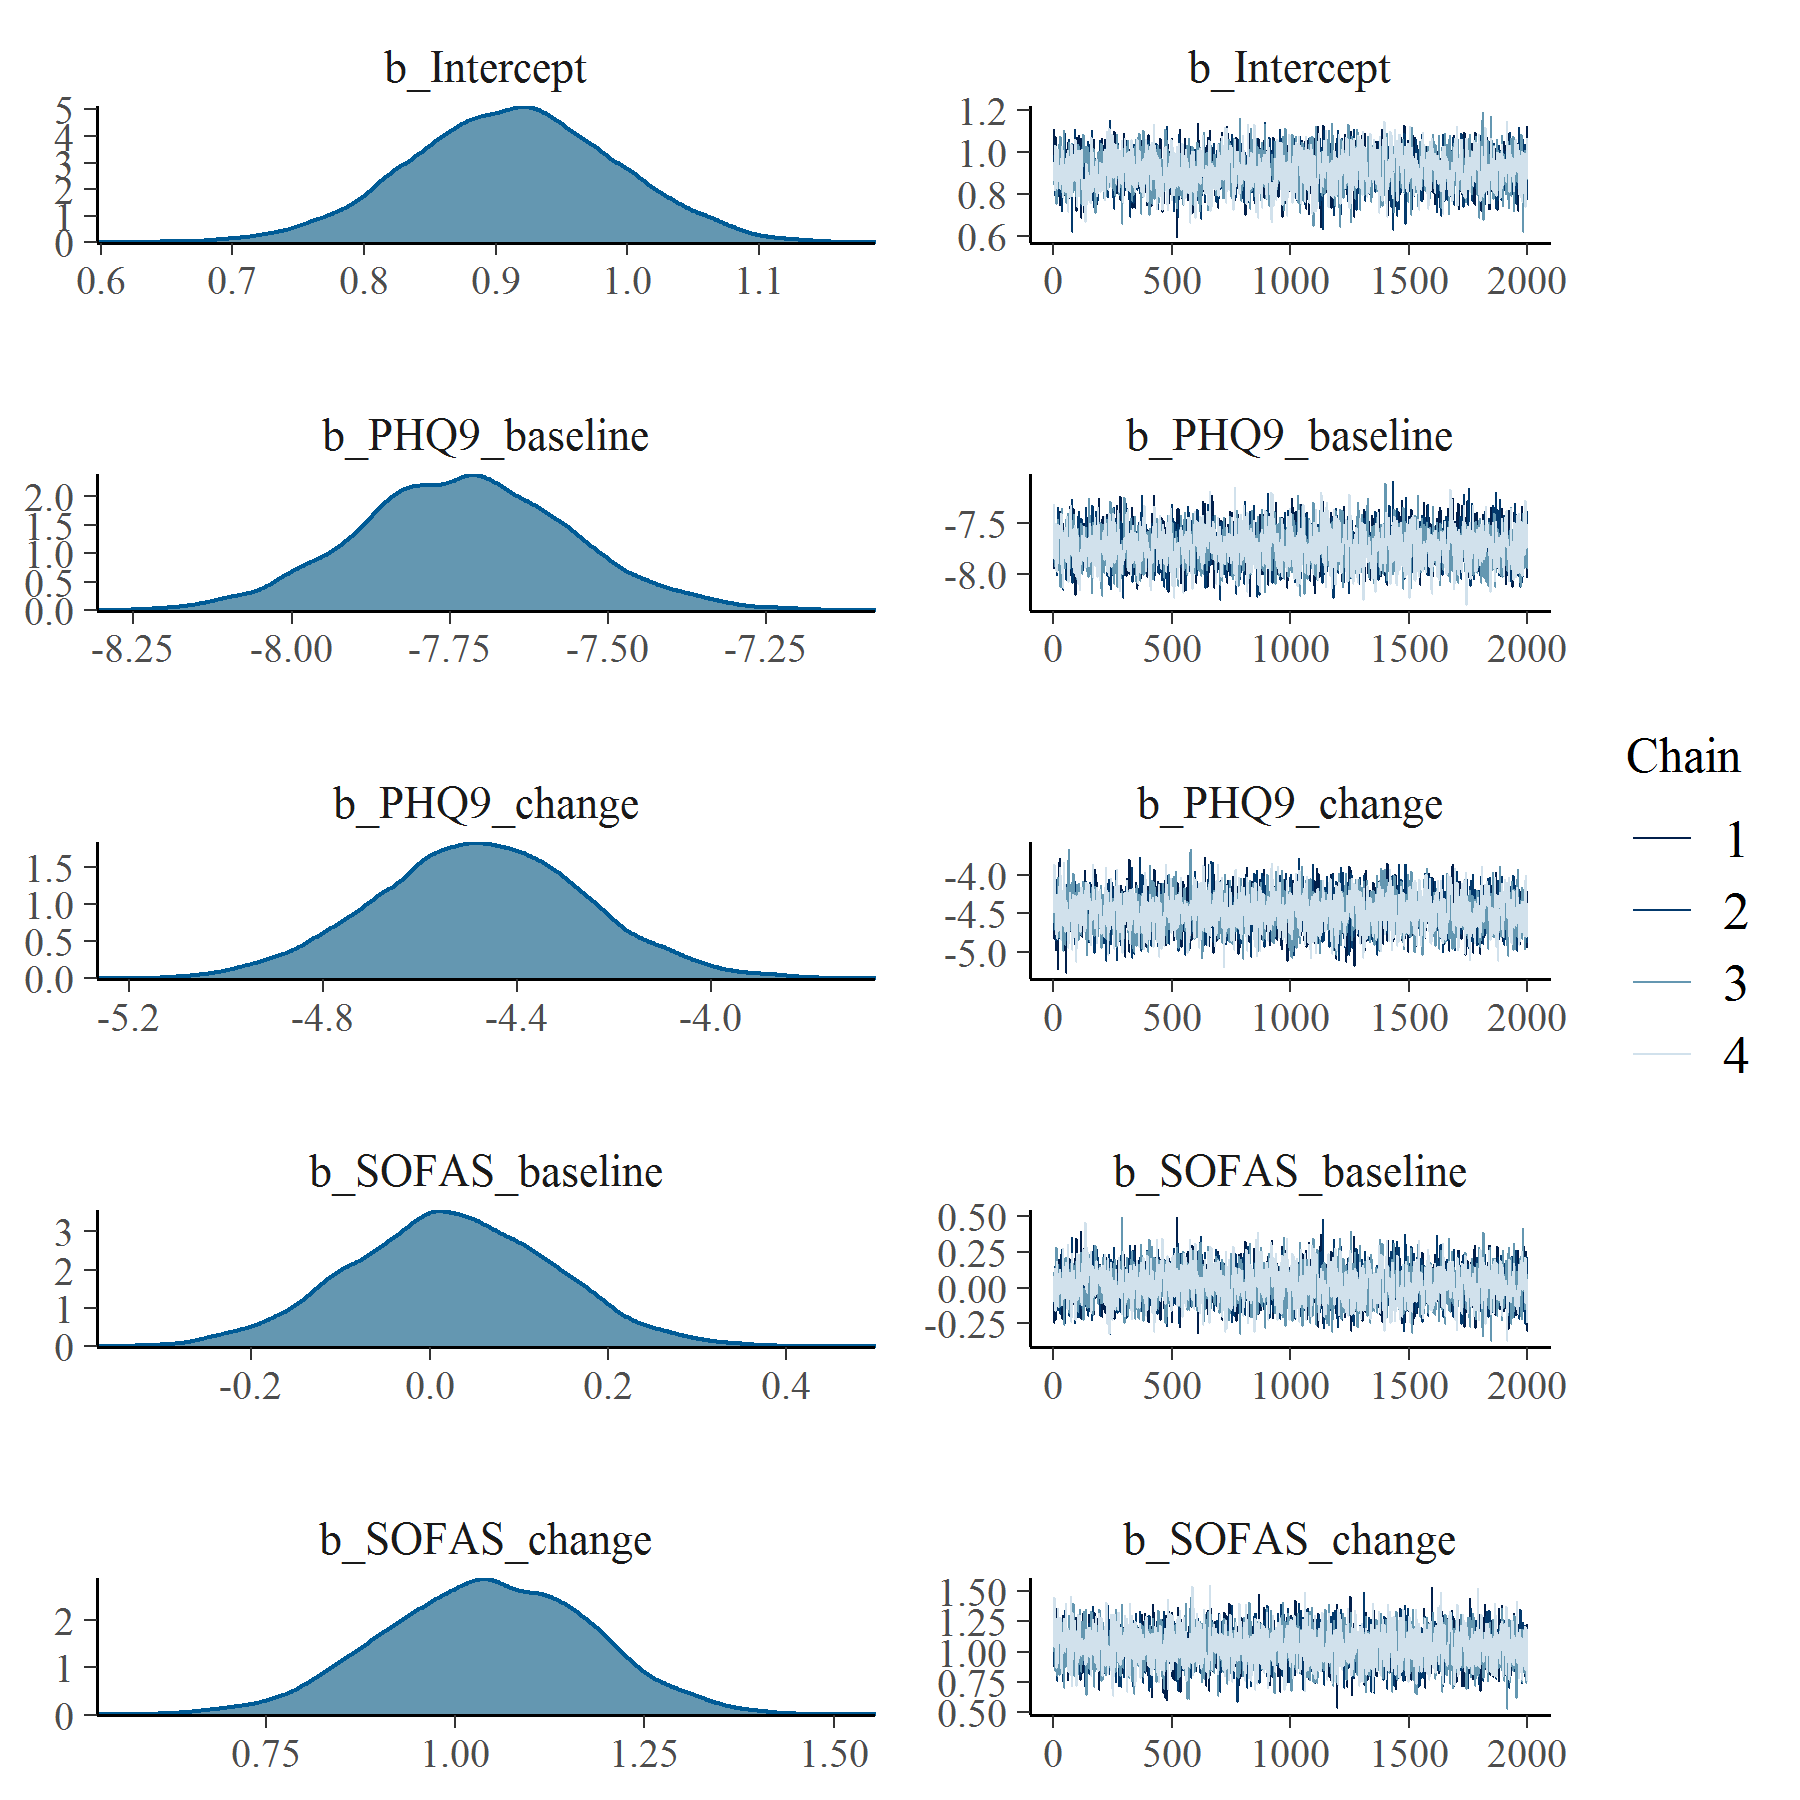 b_Intercept
5
4
3
2
1
0
0.6 0.7 0.8 0.9 1.0 1.1
b_Intercept
1.2
1.0
0.8
0.6
0 500 1000 1500 2000
b_PHQ9_baseline
2.0
1.5
1.0
0.5
0.0
-8.25 -8.00 -7.75 -7.50 -7.25
b_PHQ9_baseline
-7.5
-8.0
0 500 1000 1500 2000
b_PHQ9_change
1.5
1.0
0.5
0.0
-5.2 -4.8 -4.4 -4.0
b_PHQ9_change
-4.0
-4.5
-5.0
0 500 1000 1500 2000
b_SOFAS_baseline
3
2
1
0
-0.2 0.0 0.2 0.4
b_SOFAS_baseline
0.50
0.25
0.00
-0.25
0 500 1000 1500 2000
b_SOFAS_change
2
1
0
0.75 1.00 1.25 1.50
b_SOFAS_change
1.50
1.25
1.00
0.75
0.50
0 500 1000 1500 2000
Chain
1
2
3
4